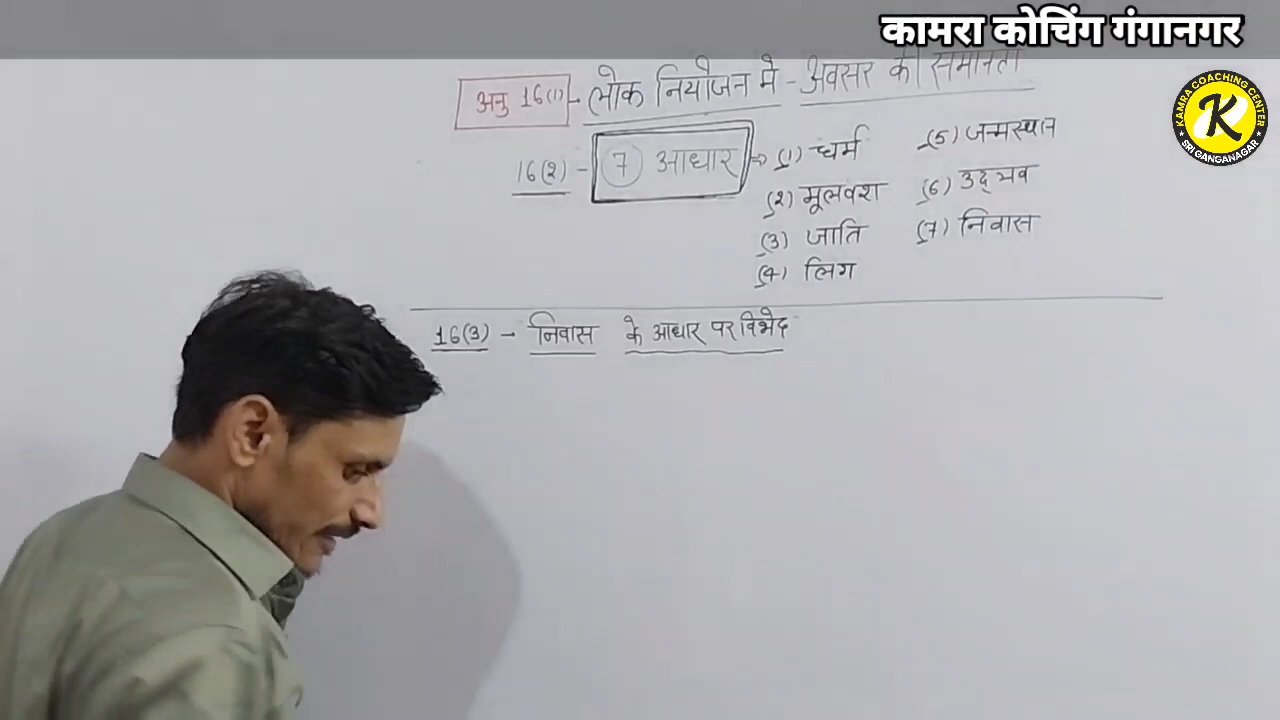 कामरा कोचिंग गंगानगर
KAMRA COACHING CENTER
K
SRI GANGANAGAR
अनु 16(1)- लोक नियोजन मे - अवसर की समानता
16(2) - 7 आधार => (1) धर्म
(2) मूलवश
(3) जाति
(4) लिग
(5) जन्मस्थान
(6) उद्भव
(7) निवास
16(3) - निवास के आधार पर विभेद